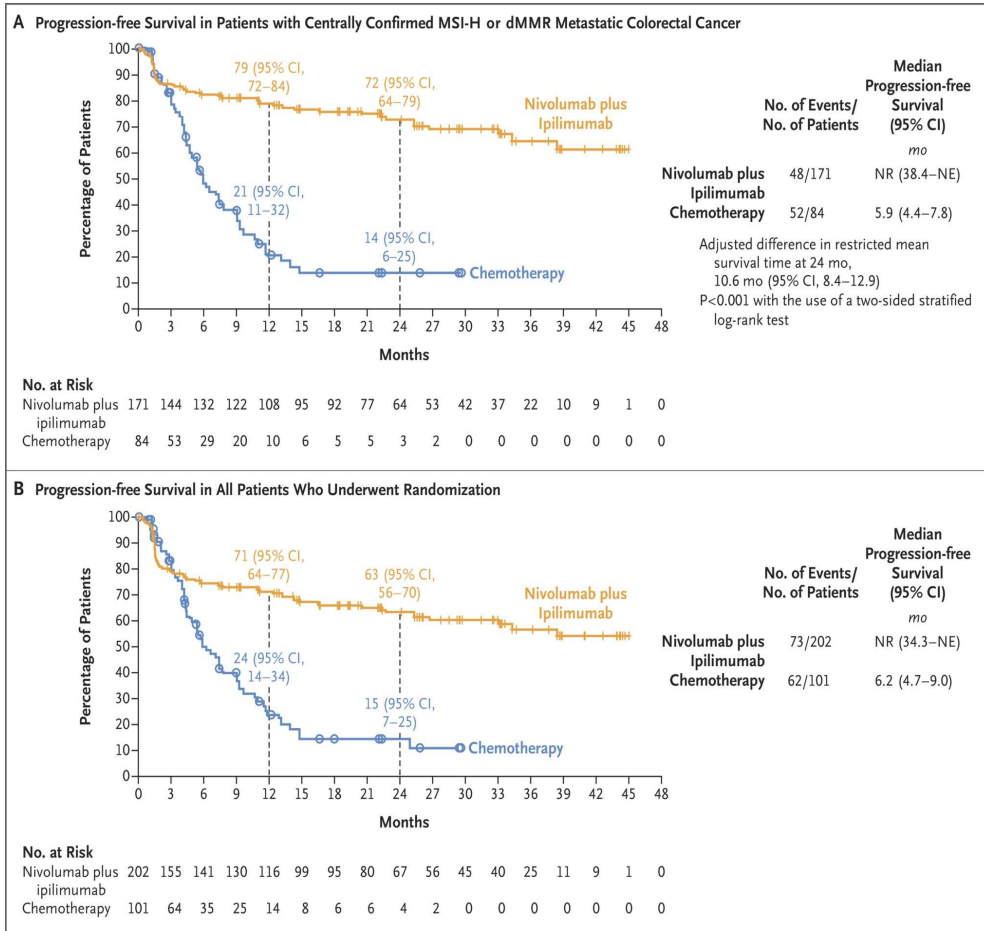 A Progression-free Survival in Patients with Centrally Confirmed MSI-H or dMMR Metastatic Colorectal Cancer
Percentage of Patients
100
90
80
70
60
50
40
30
20
10
0
79 (95% CI,
72–84)
72 (95% CI,
64–79)
Nivolumab plus
Ipilimumab
21 (95% CI,
11–32)
14 (95% CI,
6–25)
Chemotherapy
0 3 6 9 12 15 18 21 24 27 30 33 36 39 42 45 48
Months
No. of Events/
No. of Patients
Median
Progression-free
Survival
(95% CI)
mo
Nivolumab plus 48/171 NR (38.4–NE)
Ipilimumab
Chemotherapy 52/84 5.9 (4.4–7.8)
Adjusted difference in restricted mean
survival time at 24 mo,
10.6 mo (95% CI, 8.4–12.9)
P<0.001 with the use of a two-sided stratified
log-rank test
No. at Risk
Nivolumab plus 171 144 132 122 108 95 92 77 64 53 42 37 22 10 9 1 0
ipilimumab
Chemotherapy 84 53 29 20 10 6 5 5 3 2 0 0 0 0 0 0 0
B Progression-free Survival in All Patients Who Underwent Randomization
Percentage of Patients
100
90
80
70
60
50
40
30
20
10
0
71 (95% CI,
64–77)
63 (95% CI,
56–70)
Nivolumab plus
Ipilimumab
24 (95% CI,
14–34)
15 (95% CI,
7–25)
Chemotherapy
0 3 6 9 12 15 18 21 24 27 30 33 36 39 42 45 48
Months
No. of Events/
No. of Patients
Median
Progression-free
Survival
(95% CI)
mo
Nivolumab plus 73/202 NR (34.3–NE)
Ipilimumab
Chemotherapy 62/101 6.2 (4.7–9.0)
No. at Risk
Nivolumab plus 202 155 141 130 116 99 95 80 67 56 45 40 25 11 9 1 0
ipilimumab
Chemotherapy 101 64 35 25 14 8 6 6 4 2 0 0 0 0 0 0 0